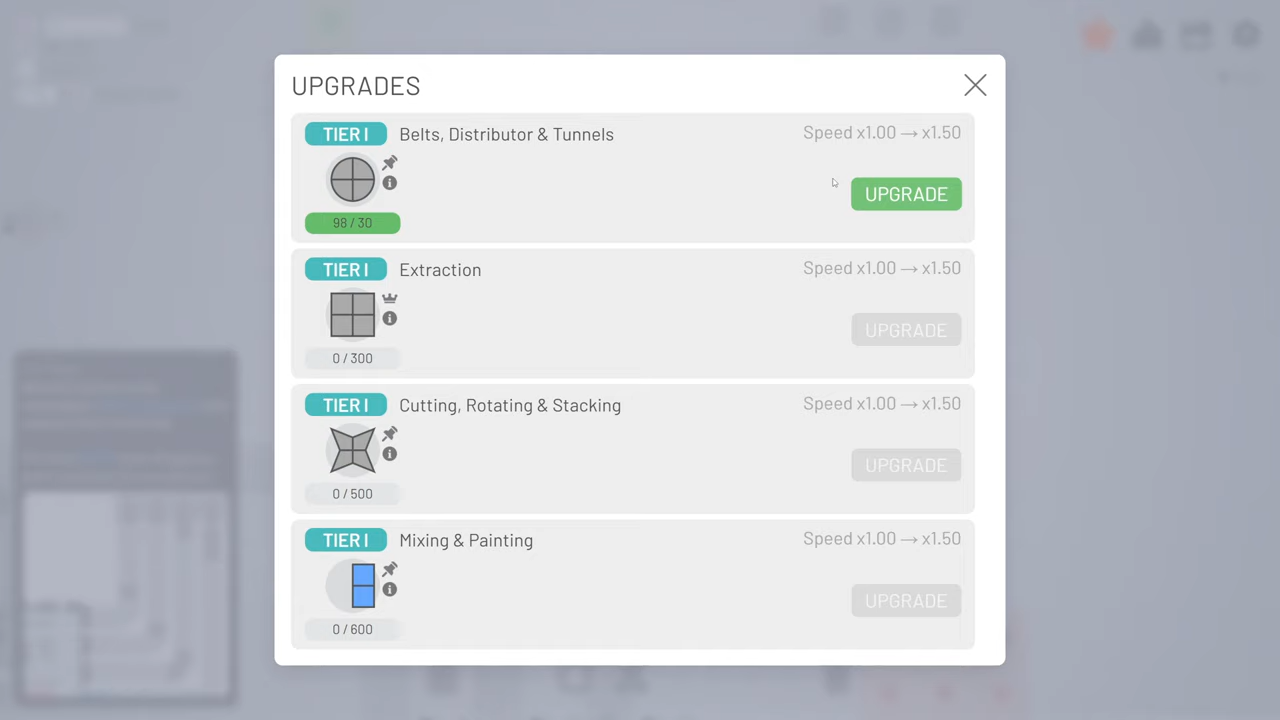 UPGRADES
TIER I Belts, Distributor & Tunnels Speed x1.00 → x1.50
UPGRADE
98 / 30
TIER I Extraction Speed x1.00 → x1.50
UPGRADE
0 / 300
TIER I Cutting, Rotating & Stacking Speed x1.00 → x1.50
UPGRADE
0 / 500
TIER I Mixing & Painting Speed x1.00 → x1.50
UPGRADE
0 / 600